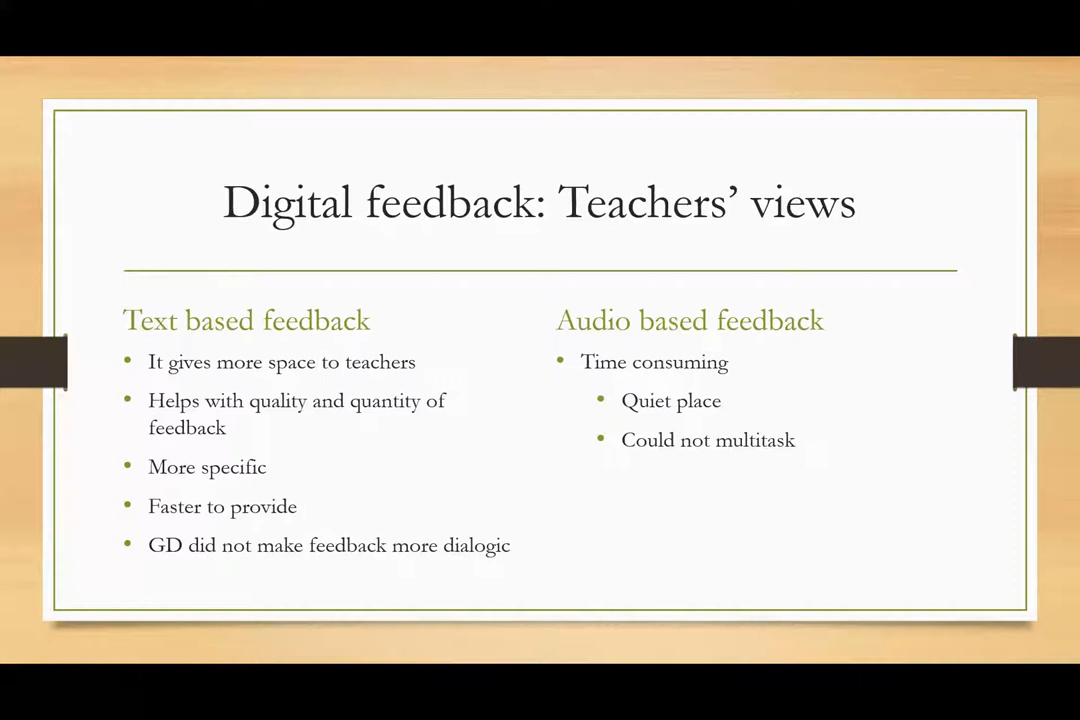 Digital feedback: Teachers’ views
Text based feedback
• It gives more space to teachers
• Helps with quality and quantity of
feedback
• More specific
• Faster to provide
• GD did not make feedback more dialogic
Audio based feedback
• Time consuming
• Quiet place
• Could not multitask